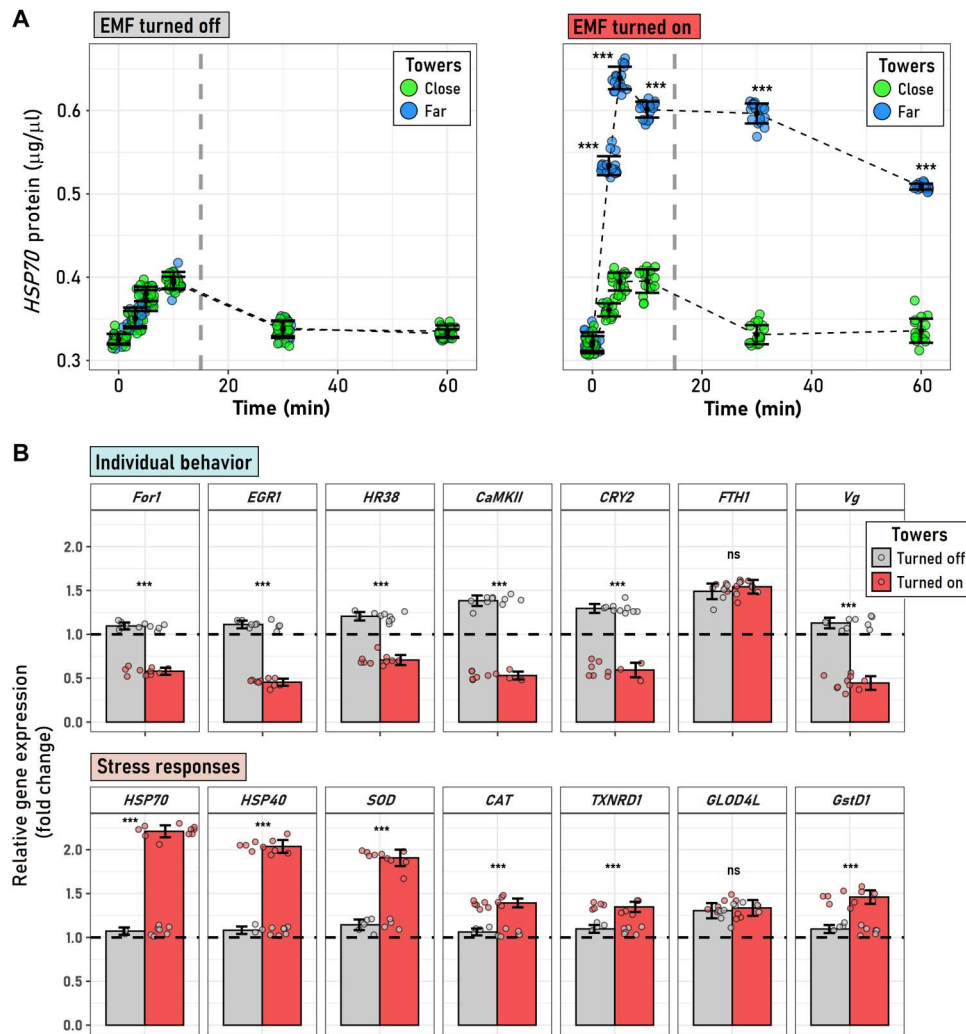 A
EMF turned off
EMF turned on
Towers
Close
Far
Towers
Close
Far
***
***
***
***
***
HSP70 protein (µg/µl)
0.6
0.5
0.4
0.3
0 20 40 60
0 20 40 60
Time (min)
Time (min)
B
Individual behavior
For1 EGR1 HR38 CaMKII CRY2 FTH1 Vg
Towers
Turned off
Turned on
2.0
1.5
1.0
0.5
0.0
*** *** *** *** *** ns ***
Relative gene expression
(fold change)
Stress responses
HSP70 HSP40 SOD CAT TXNRD1 GLOD4L GstD1
2.0
1.5
1.0
0.5
0.0
*** *** *** *** *** ns ***